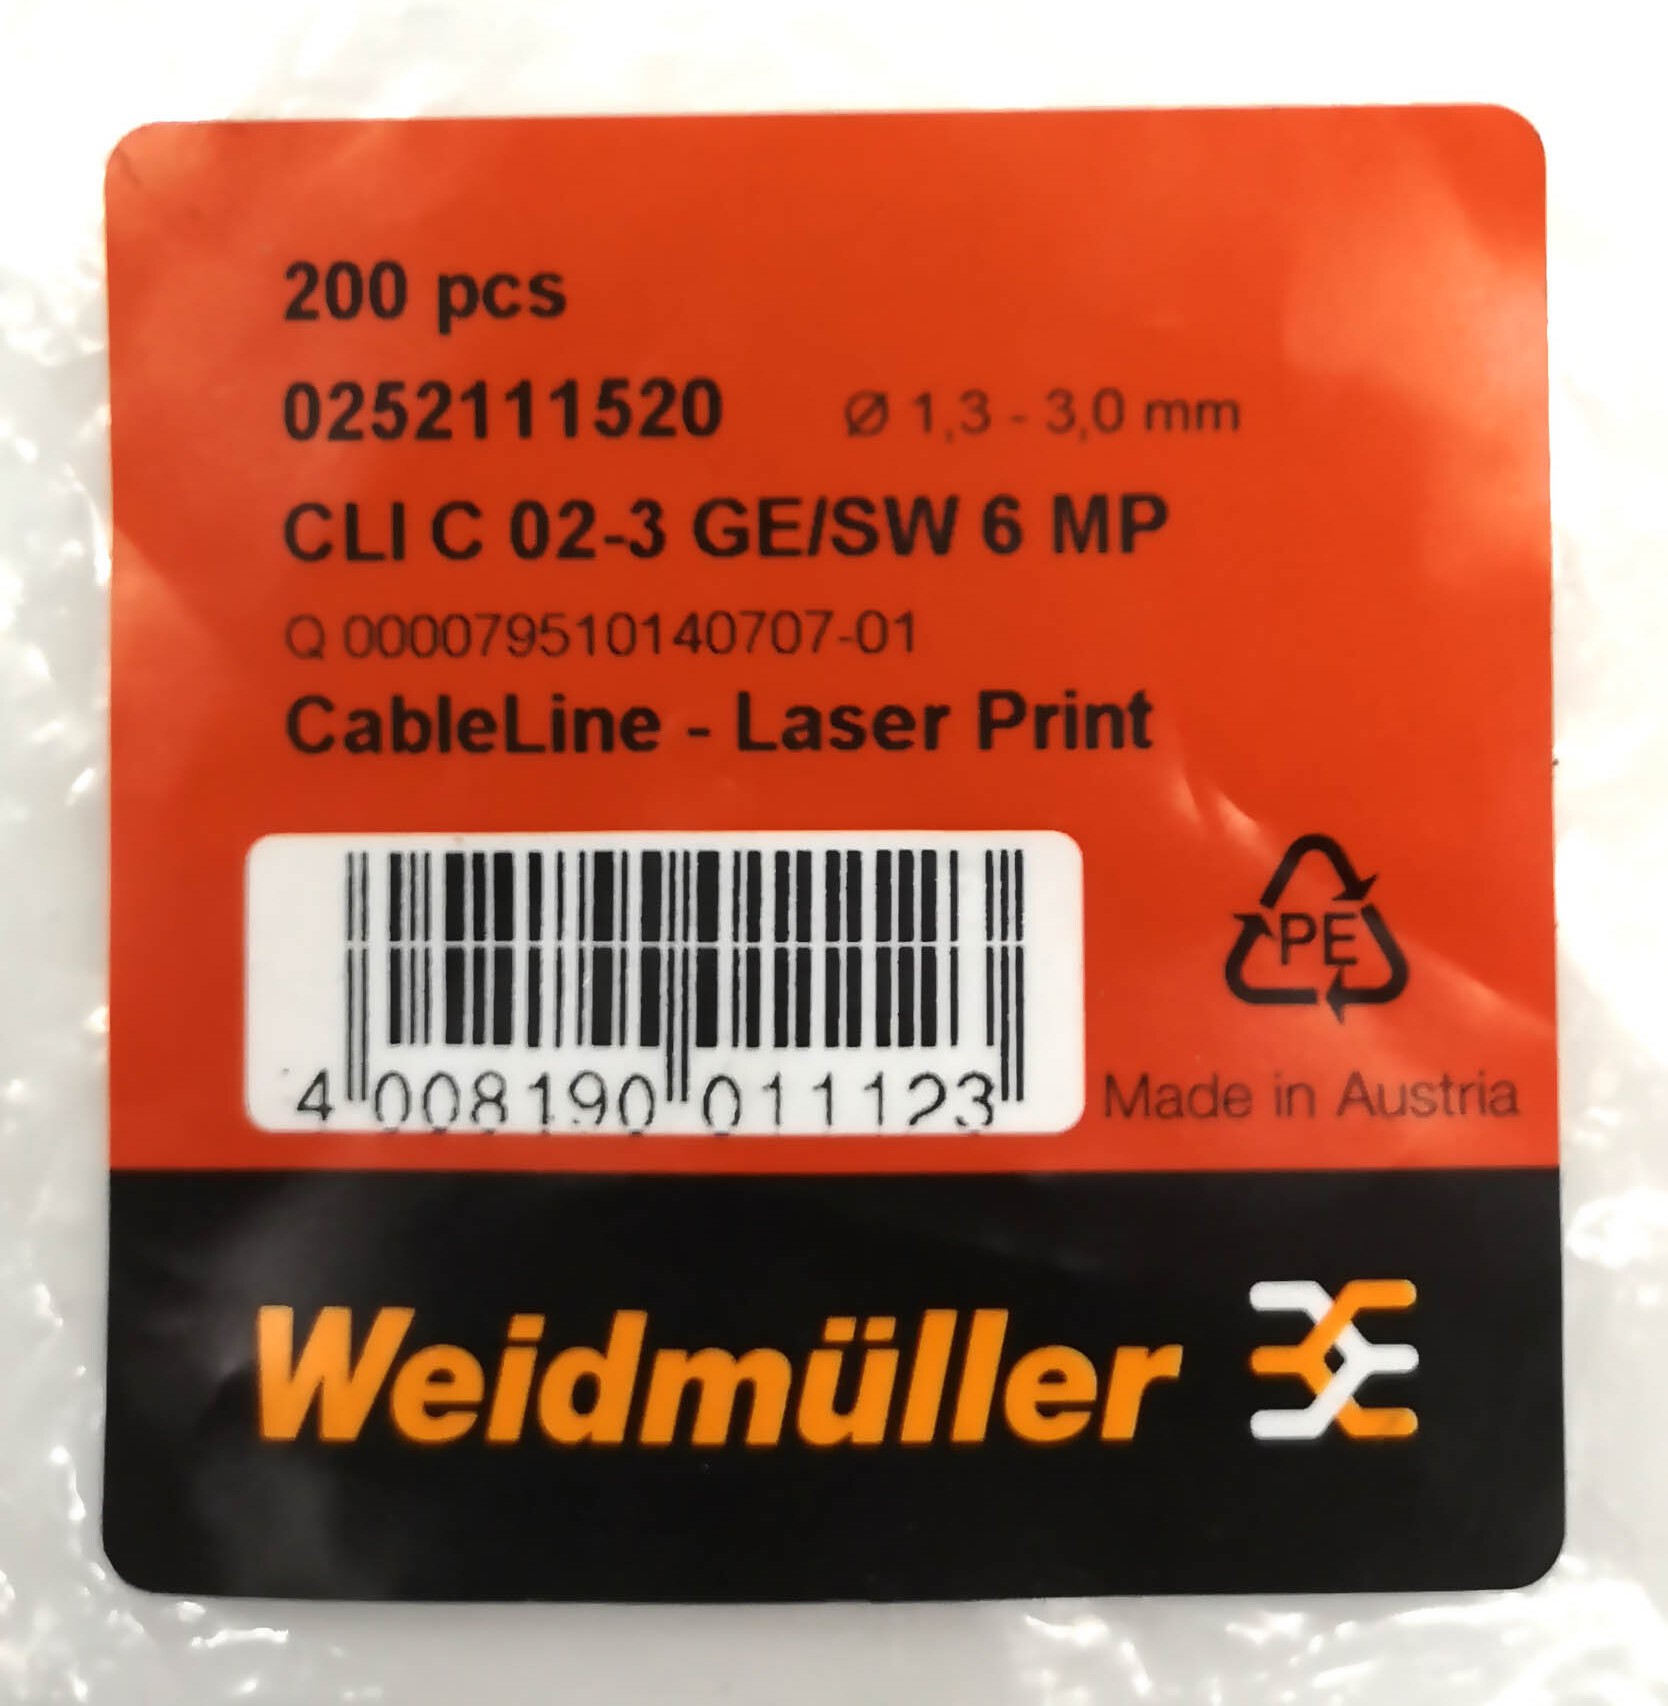 200 pcs
0252111520 Ø 1,3 - 3,0 mm
CLI C 02-3 GE/SW 6 MP
Q 000079510140707-01
CableLine - Laser Print
PE
4 008190 011123
Made in Austria
Weidmüller